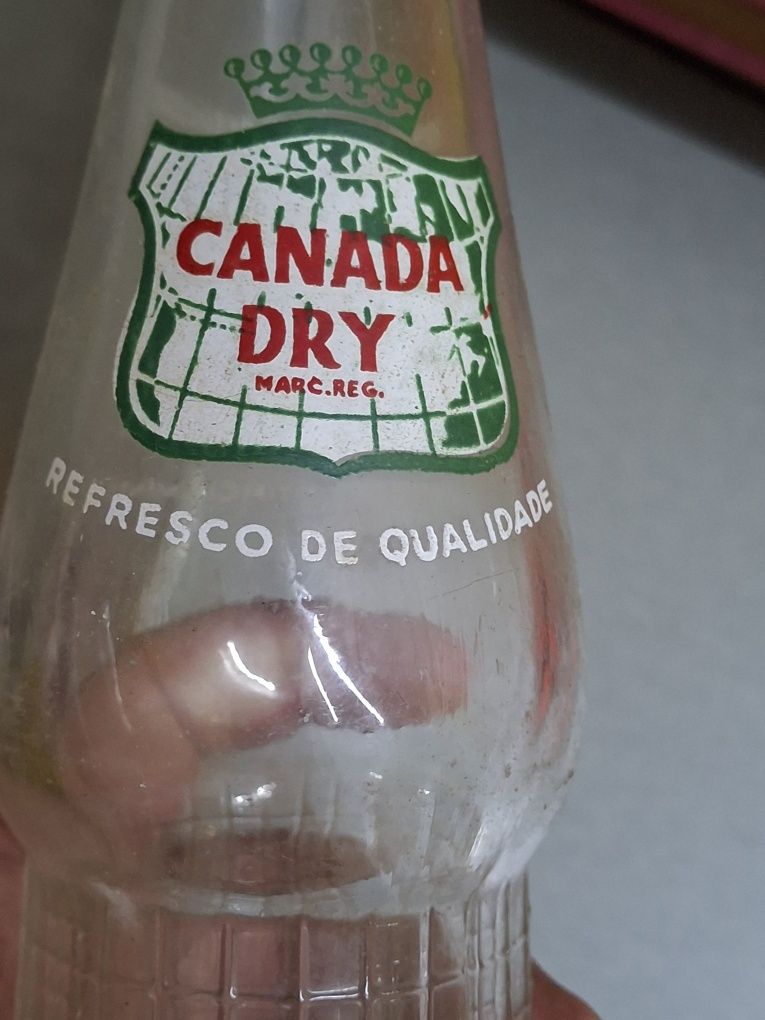 CANADA
DRY
MARC.REG.
REFRESCO DE QUALIDADE